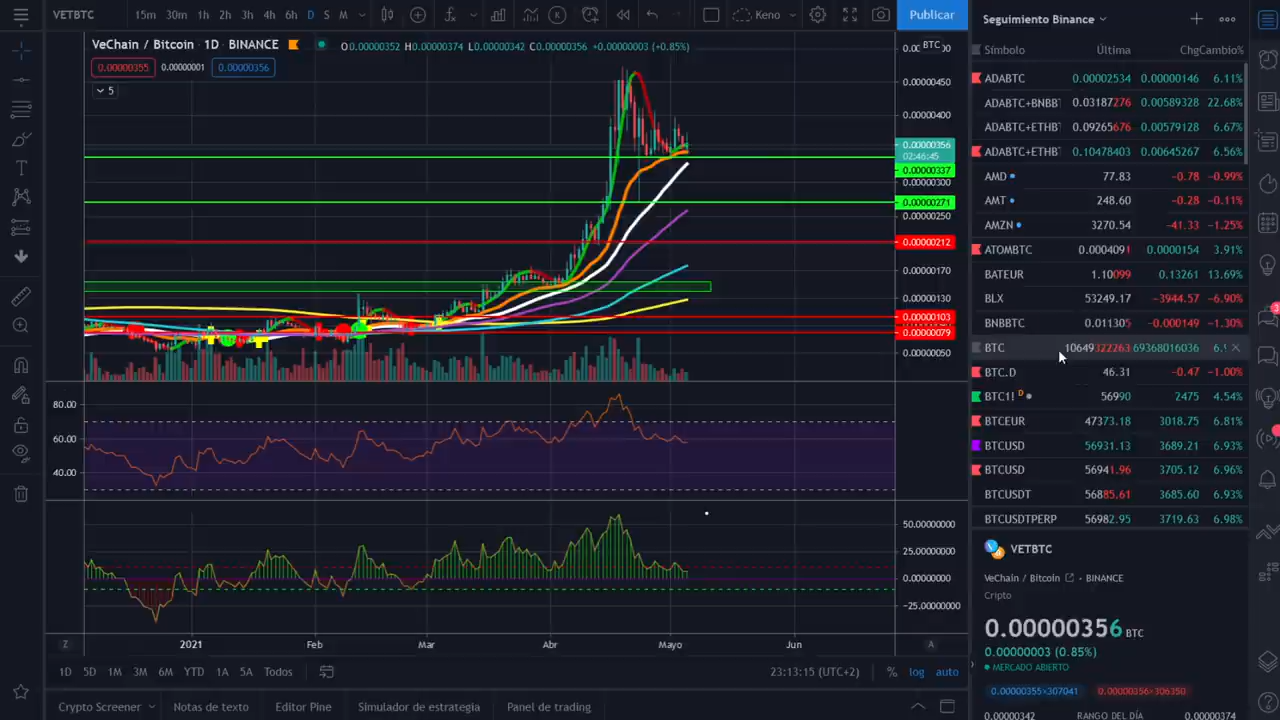 VETBTC 15m 30m 1h 2h 3h 4h 6h D S M Keno Publicar
VeChain / Bitcoin · 1D · BINANCE O0.00000352 H0.00000374 L0.00000342 C0.00000356 +0.00000003 (+0.85%)
0.00000355 0.00000001 0.00000356
5
BTC
0.00000450
0.00000400
0.00000356
02:46:45
0.00000337
0.00000300
0.00000271
0.00000250
0.00000212
0.00000170
0.00000130
0.00000103
0.00000079
0.00000050
80.00
60.00
40.00
50.00000000
25.00000000
0.00000000
−25.00000000
Z 2021 Feb Mar Abr Mayo Jun A
1D 5D 1M 3M 6M YTD 1A 5A Todos 23:13:15 (UTC+2) % log auto
Crypto Screener Notas de texto Editor Pine Simulador de estrategia Panel de trading
Seguimiento Binance
Símbolo Última Chg Cambio%
ADABTC 0.00002534 0.00000146 6.11%
ADABTC+BNBB 0.03187276 0.00589328 22.68%
ADABTC+ETHB 0.09265676 0.00579128 6.67%
ADABTC+ETHB 0.10476403 0.00645267 6.56%
AMD 77.83 −0.78 −0.99%
AMT 248.60 −0.28 −0.11%
AMZN 3270.54 −41.33 −1.25%
ATOMBTC 0.0004091 0.0000154 3.91%
BATEUR 1.10099 0.13261 13.69%
BLX 53249.17 −3944.57 −6.90%
BNBBTC 0.011305 −0.000149 −1.30%
BTC 10649322263 69368016036
BTC.D 46.31 −0.47 −1.00%
BTC1! D 56990 2475 4.54%
BTCEUR 47373.18 3018.75 6.81%
BTCUSD 56931.13 3689.21 6.93%
BTCUSD 56941.96 3705.12 6.96%
BTCUSDT 56885.61 3685.60 6.93%
BTCUSDTPERP 56982.95 3719.63 6.98%
VETBTC
VeChain / Bitcoin · BINANCE
Cripto
0.00000356 BTC
0.00000003 (0.85%)
MERCADO ABIERTO
0.00000355×307041 0.00000356×306350
0.00000342 RANGO DEL DÍA 0.00000374